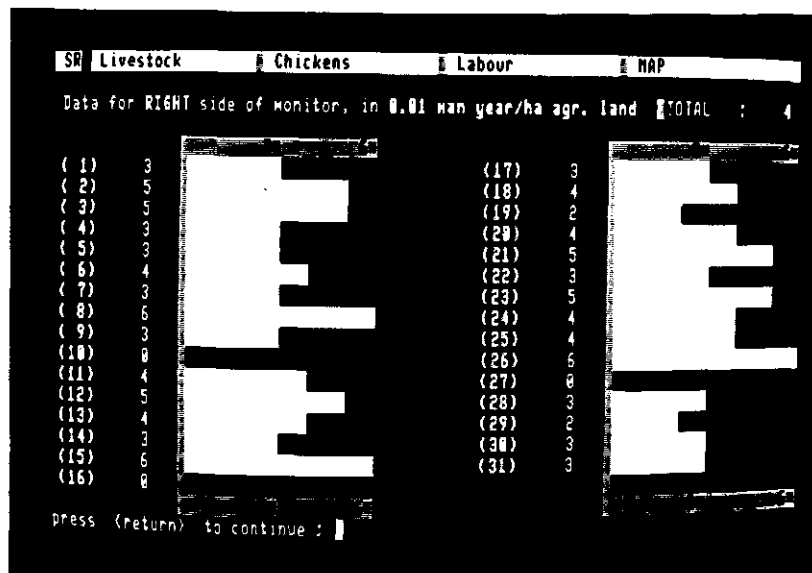 SR Livestock Chickens Labour MAP
Data for RIGHT side of monitor, in 0.01 man year/ha agr. land TOTAL : 4
( 1) 3 (17) 3
( 2) 5 (18) 4
( 3) 5 (19) 2
( 4) 3 (20) 4
( 5) 3 (21) 5
( 6) 4 (22) 3
( 7) 3 (23) 5
( 8) 6 (24) 4
( 9) 3 (25) 4
(10) 0 (26) 6
(11) 4 (27) 0
(12) 5 (28) 3
(13) 4 (29) 2
(14) 3 (30) 3
(15) 6 (31) 3
(16) 0
press (return) to continue :